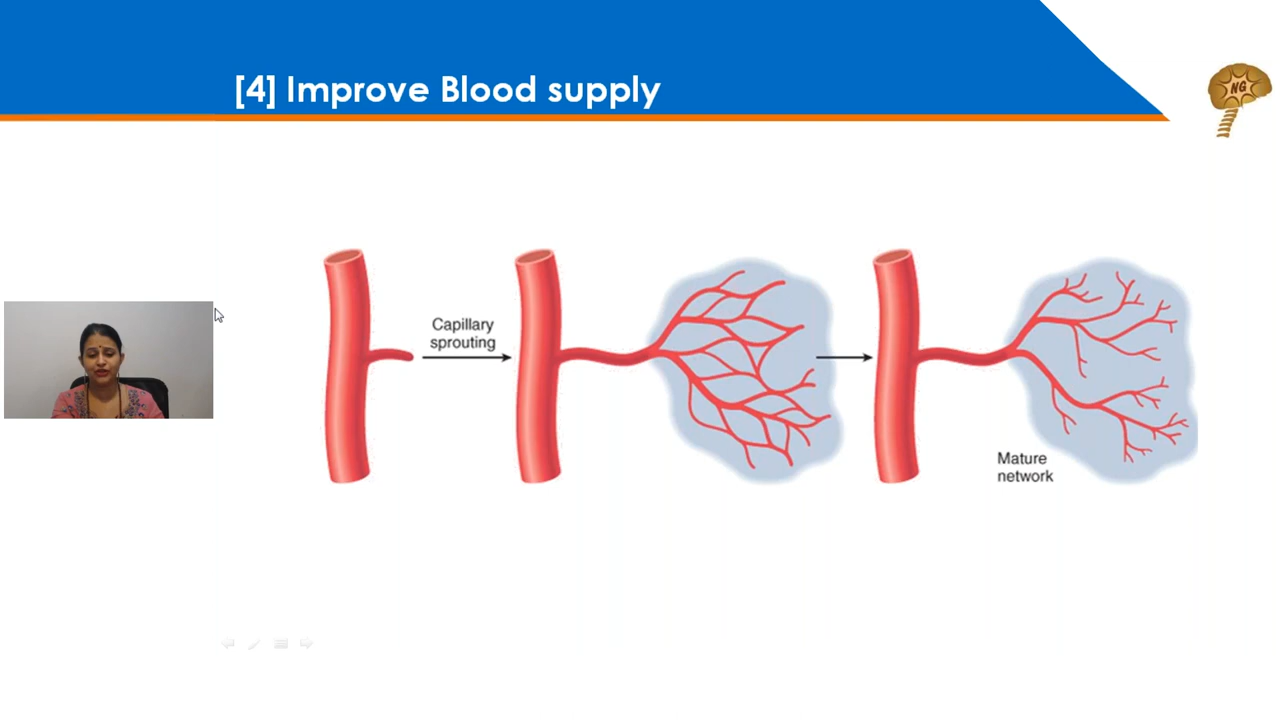 [4] Improve Blood supply
NG
Capillary
sprouting
Mature
network